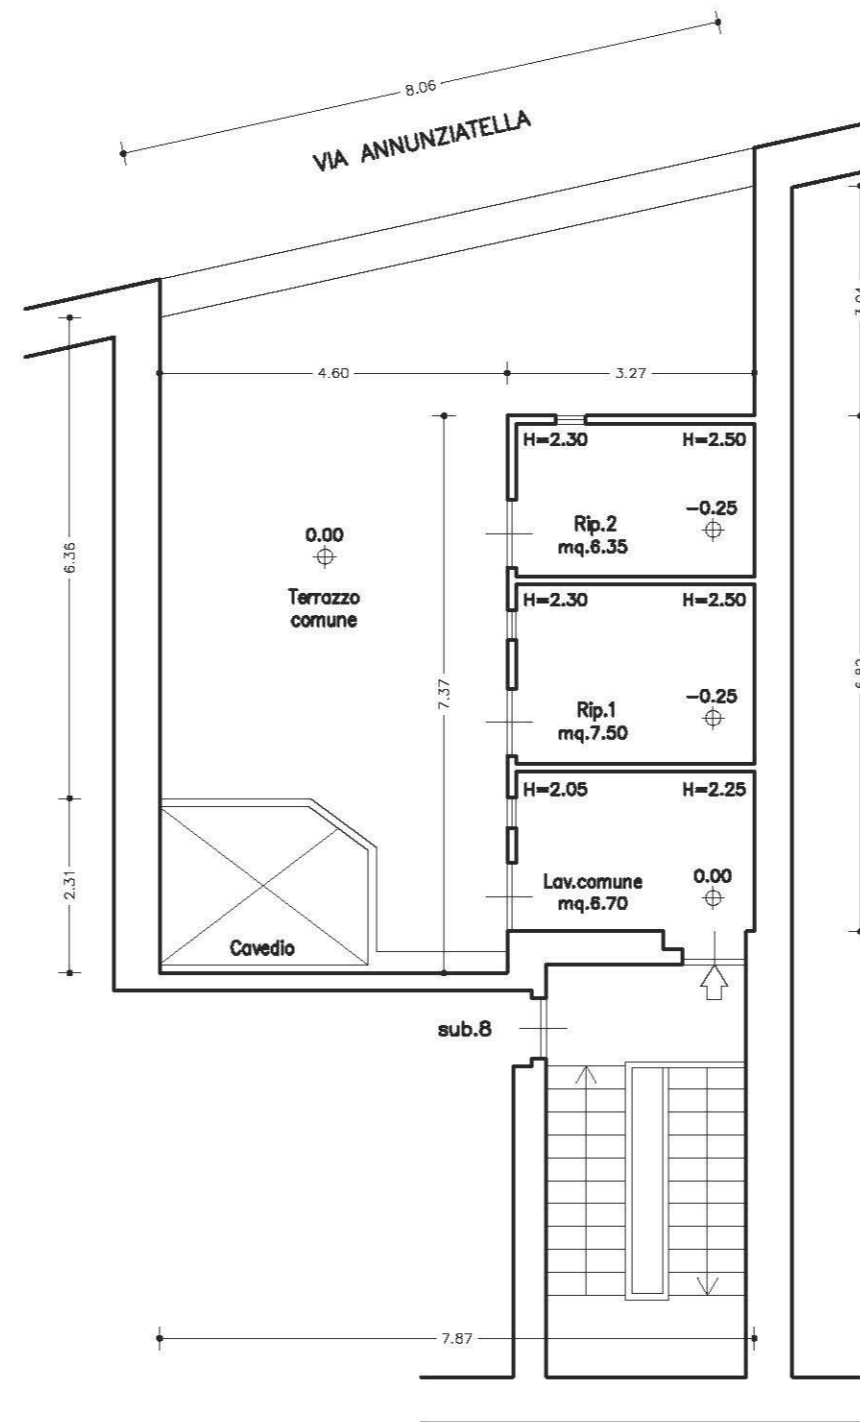 8.06
VIA ANNUNZIATELLA
4.60
3.27
H=2.30
H=2.50
-0.25
Rip.2
mq.6.35
0.00
Terrazzo
comune
6.36
H=2.30
H=2.50
7.37
-0.25
Rip.1
mq.7.50
H=2.05
H=2.25
2.31
Lav.comune
mq.6.70
0.00
Cavedio
sub.8
7.87